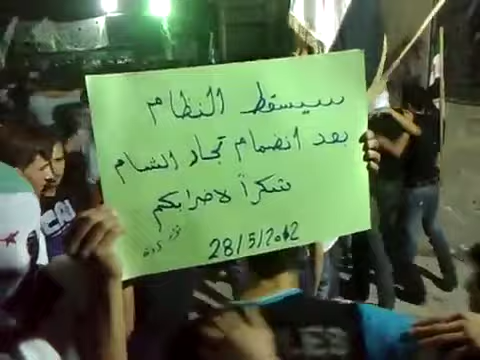 سيسقط النظام
بعد انضمام تجار الشام
شكراً لاضرابكم
28/5/2012